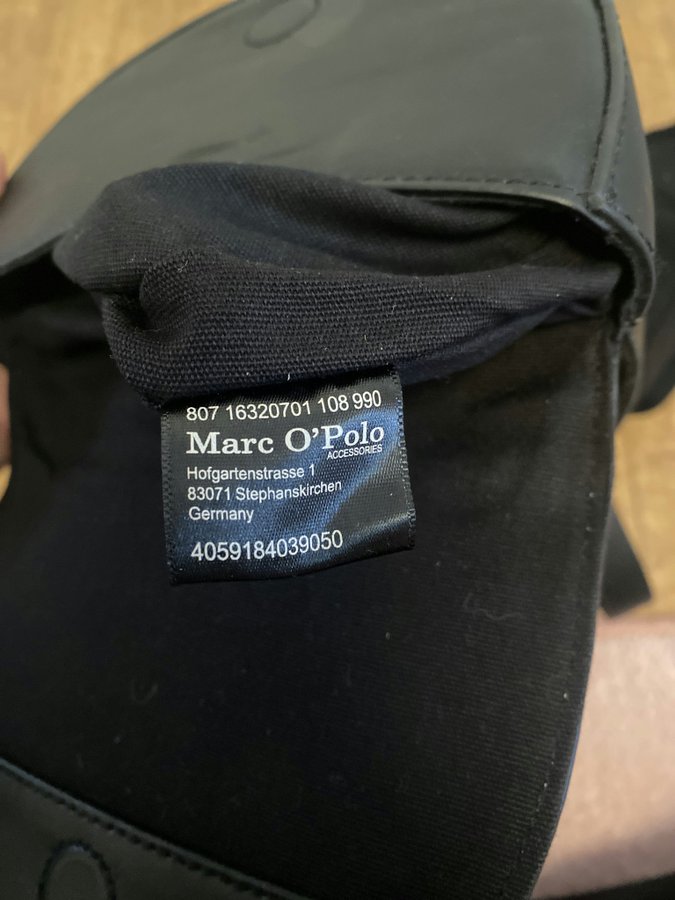 807 16320701 108 990
Marc O'Polo
ACCESSORIES
Hofgartenstrasse 1
83071 Stephanskirchen
Germany
4059184039050